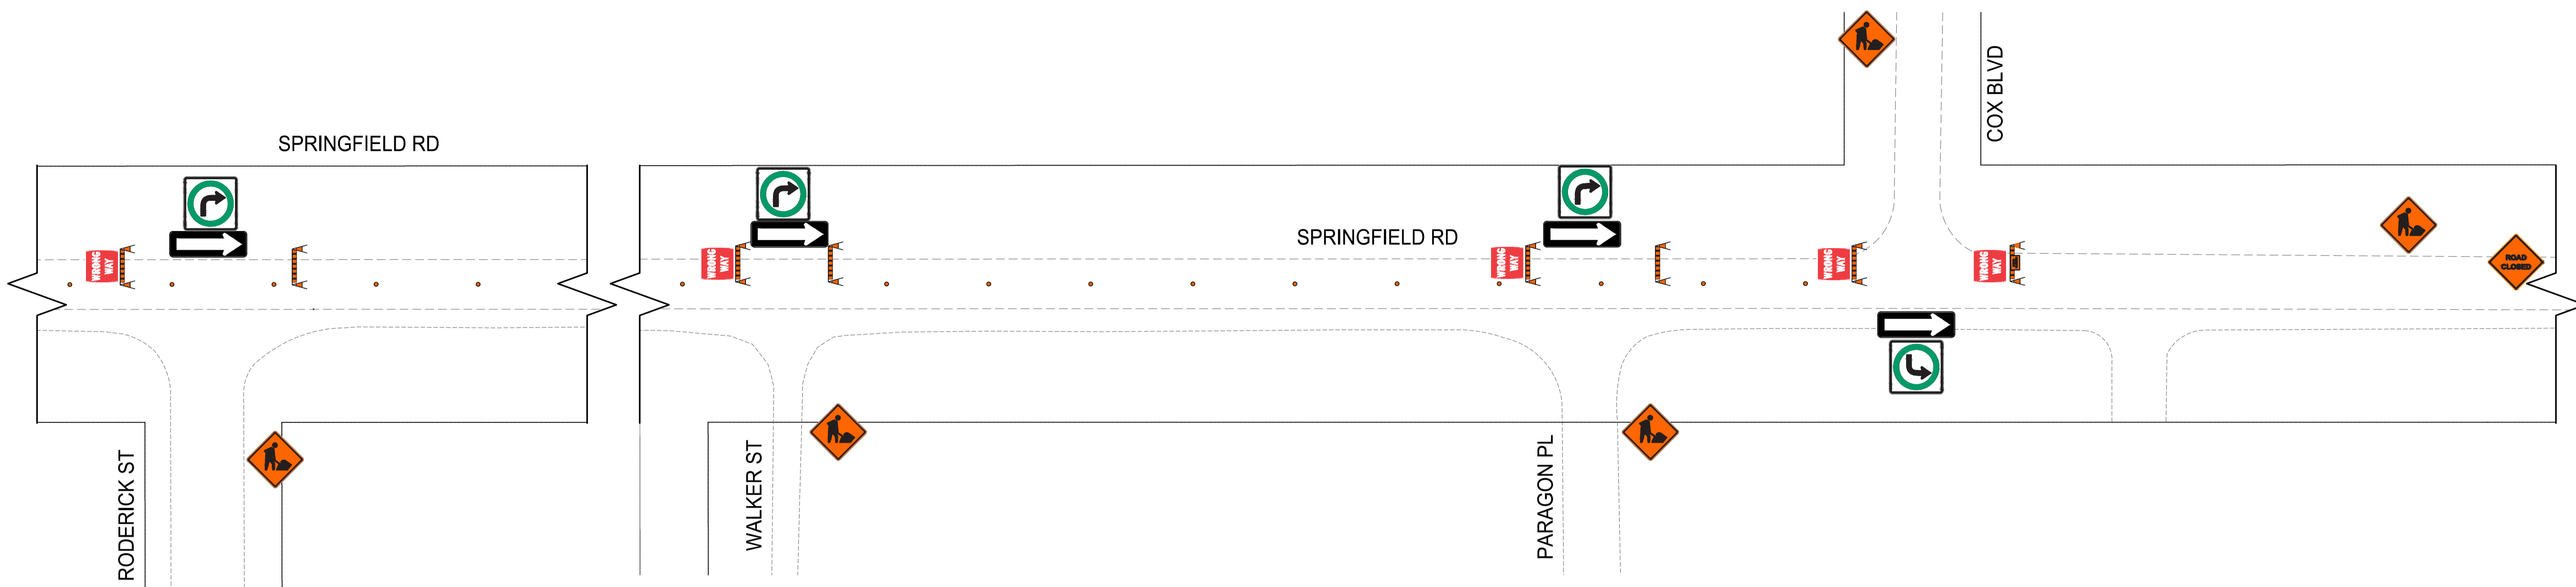 SPRINGFIELD RD
COX BLVD
SPRINGFIELD RD
WRONG
WAY
WRONG
WAY
WRONG
WAY
WRONG
WAY
WRONG
WAY
ROAD
CLOSED
RODERICK ST
WALKER ST
PARAGON PL